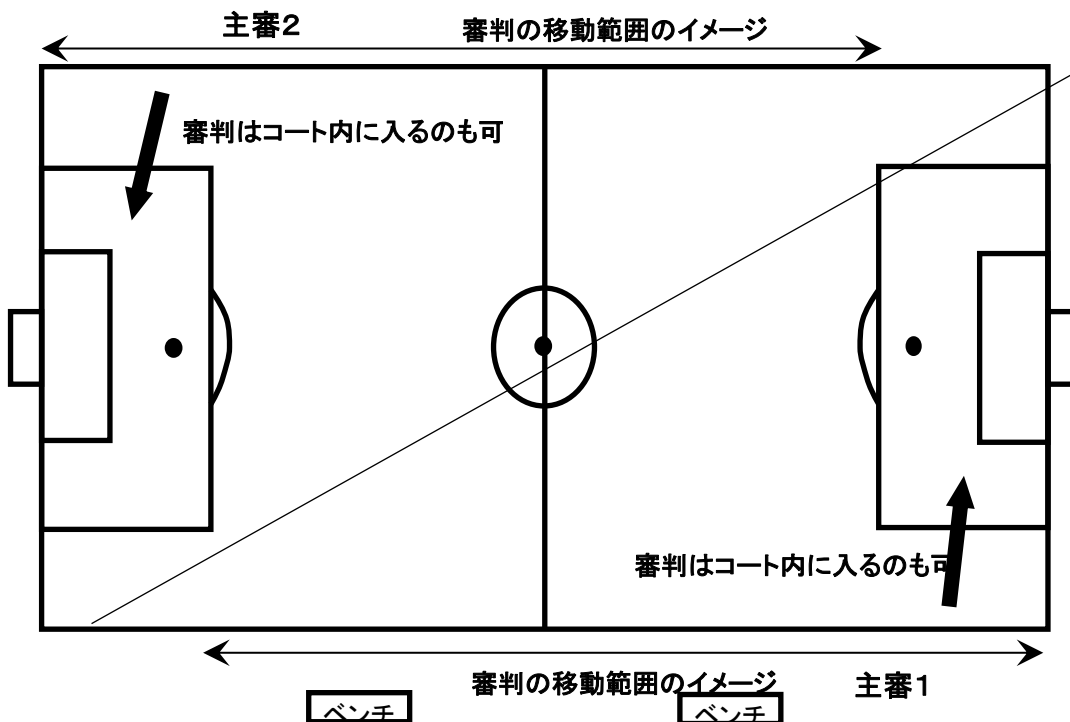 主審2
審判の移動範囲のイメージ
審判はコート内に入るのも可
審判はコート内に入るのも可
審判の移動範囲のイメージ
主審1
ベンチ
ベンチ